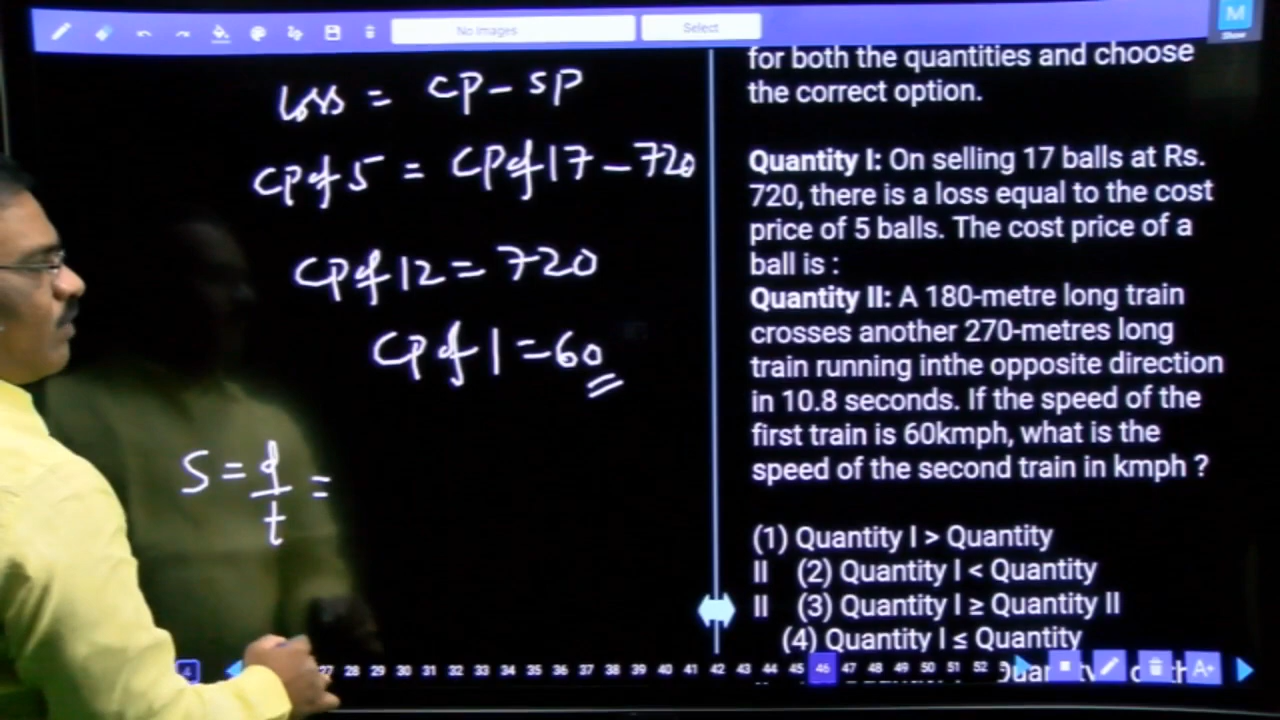 No Images
Select
M
Show
Loss = CP - SP
CP of 5 = CP of 17 - 720
CP of 12 = 720
CP of 1 = 60
S = d/t =
for both the quantities and choose
the correct option.
Quantity I: On selling 17 balls at Rs.
720, there is a loss equal to the cost
price of 5 balls. The cost price of a
ball is :
Quantity II: A 180-metre long train
crosses another 270-metres long
train running inthe opposite direction
in 10.8 seconds. If the speed of the
first train is 60kmph, what is the
speed of the second train in kmph ?
(1) Quantity I > Quantity
II (2) Quantity I < Quantity
II (3) Quantity I ≥ Quantity II
(4) Quantity I ≤ Quantity
4 27 28 29 30 31 32 33 34 35 36 37 38 39 40 41 42 43 44 45 46 47 48 49 50 51 52 A+